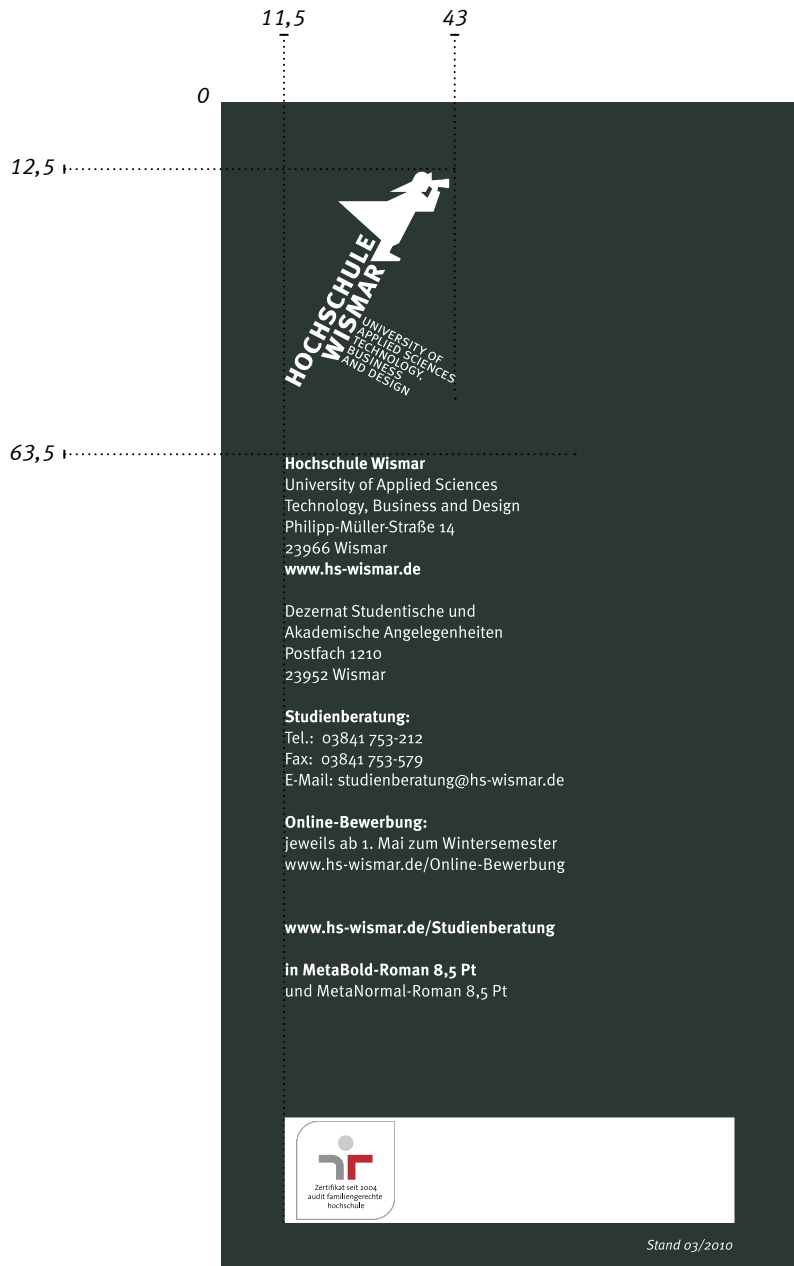 11,5 43
0
12,5
HOCHSCHULE
WISMAR
UNIVERSITY OF
APPLIED SCIENCES
TECHNOLOGY,
BUSINESS
AND DESIGN
63,5
Hochschule Wismar
University of Applied Sciences
Technology, Business and Design
Philipp-Müller-Straße 14
23966 Wismar
www.hs-wismar.de
Dezernat Studentische und
Akademische Angelegenheiten
Postfach 1210
23952 Wismar
Studienberatung:
Tel.: 03841 753-212
Fax: 03841 753-579
E-Mail: studienberatung@hs-wismar.de
Online-Bewerbung:
jeweils ab 1. Mai zum Wintersemester
www.hs-wismar.de/Online-Bewerbung
www.hs-wismar.de/Studienberatung
in MetaBold-Roman 8,5 Pt
und MetaNormal-Roman 8,5 Pt
Zertifikat seit 2004
audit familiengerechte
hochschule
Stand 03/2010